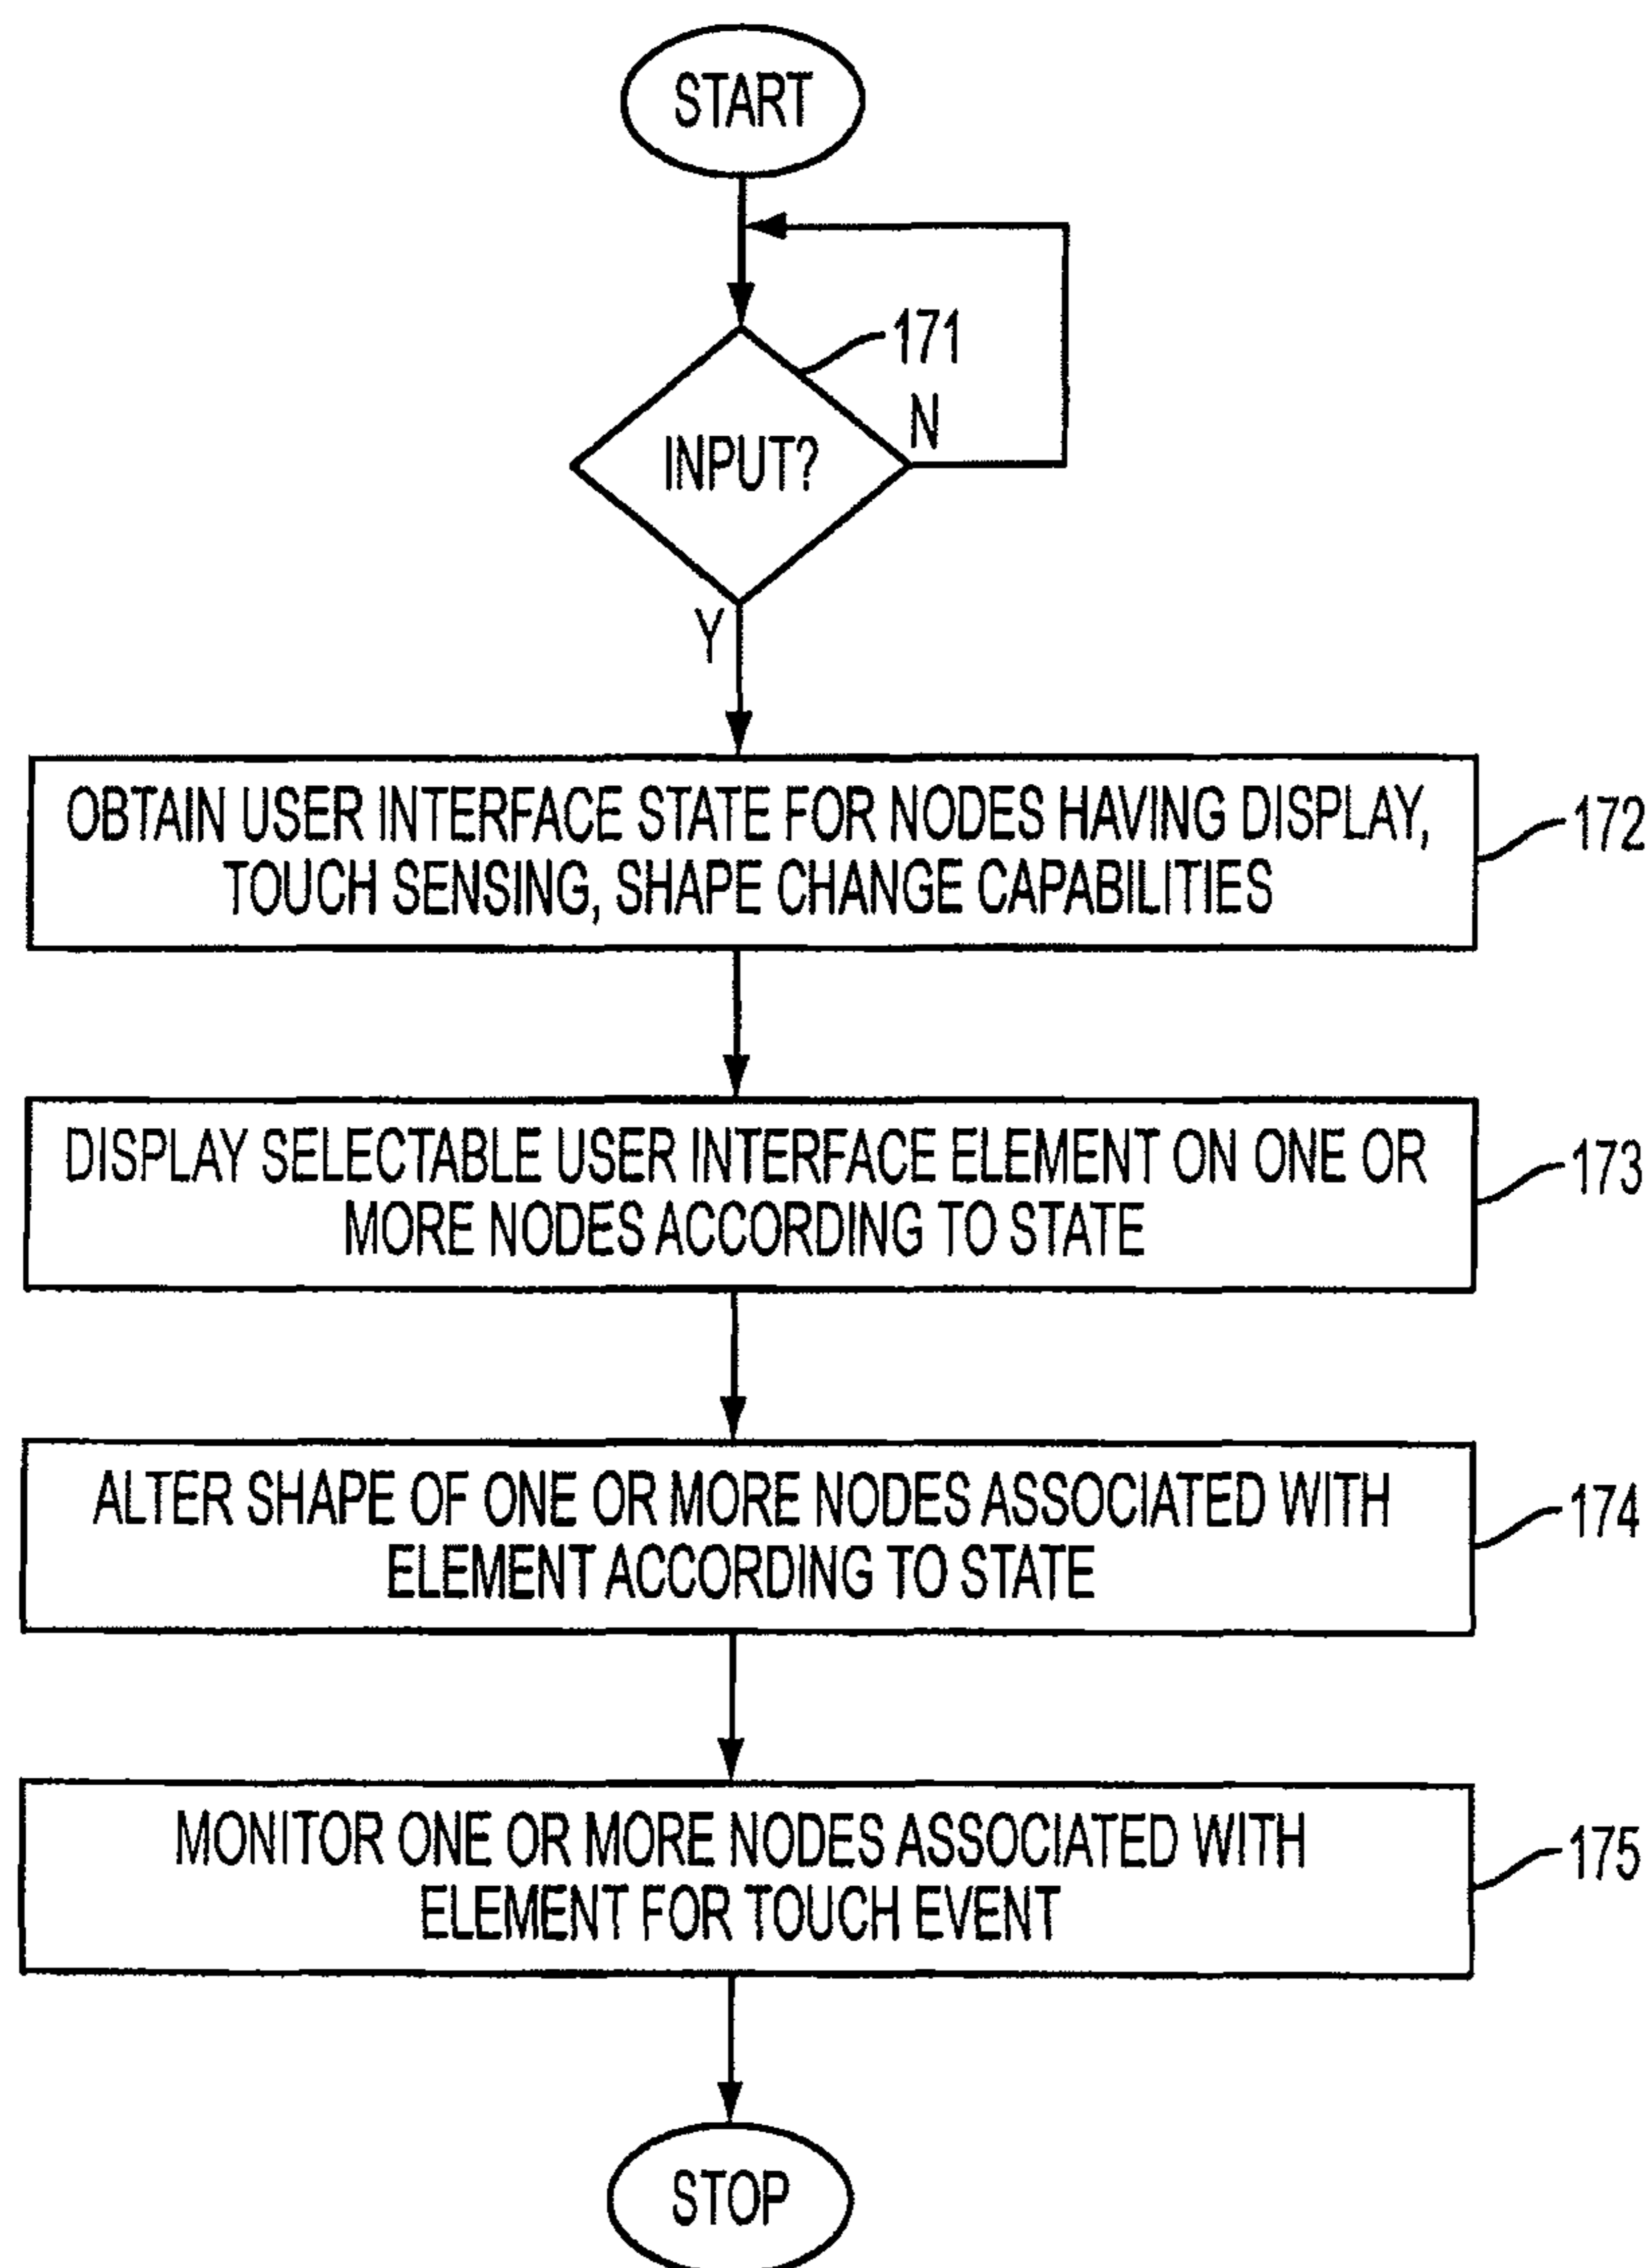 START
171
N
INPUT?
Y
OBTAIN USER INTERFACE STATE FOR NODES HAVING DISPLAY,
TOUCH SENSING, SHAPE CHANGE CAPABILITIES
172
DISPLAY SELECTABLE USER INTERFACE ELEMENT ON ONE OR
MORE NODES ACCORDING TO STATE
173
ALTER SHAPE OF ONE OR MORE NODES ASSOCIATED WITH
ELEMENT ACCORDING TO STATE
174
MONITOR ONE OR MORE NODES ASSOCIATED WITH
ELEMENT FOR TOUCH EVENT
175
STOP